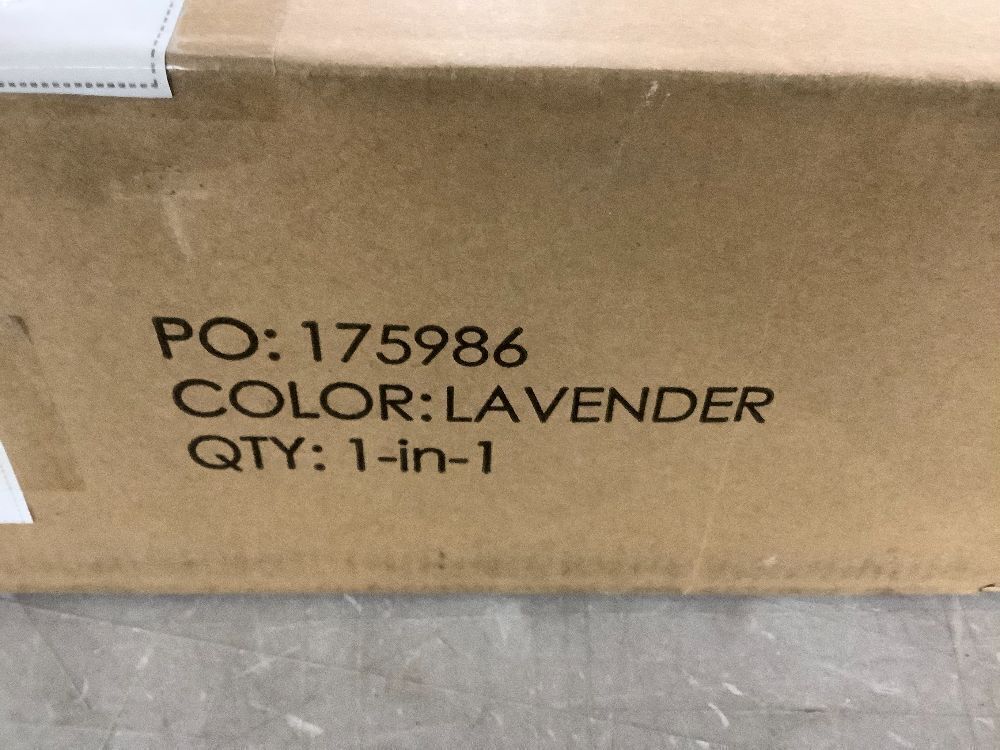 PO: 175986
COLOR: LAVENDER
QTY: 1-in-1